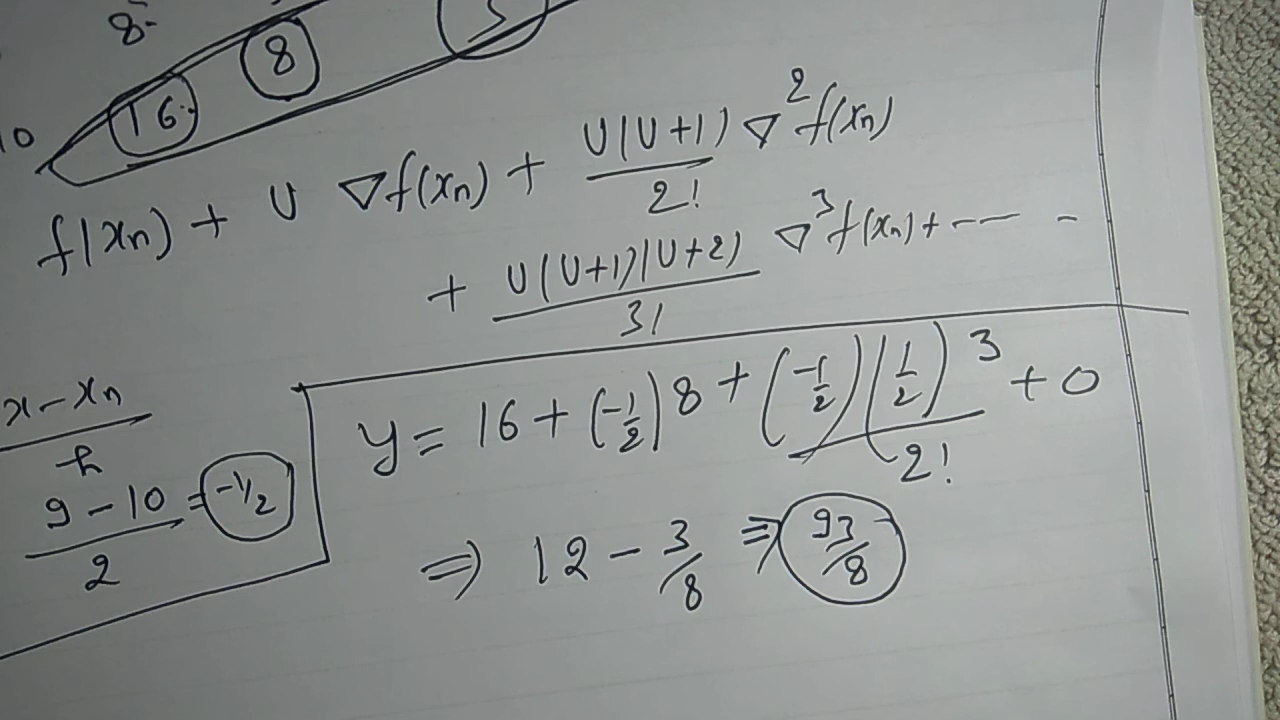 8-
10 16. 8 3
f(xₙ) + U ∇f(xₙ) + U(U+1)/2! ∇²f(xₙ)
+ U(U+1)(U+2)/3! ∇³f(xₙ) + ---- -
x-xₙ/h
9-10/2 = -1/2
y = 16 + (-1/2) 8 + (-1/2)(1/2) 3/2! + 0
⇒ 12 - 3/8 ⇒ 93/8